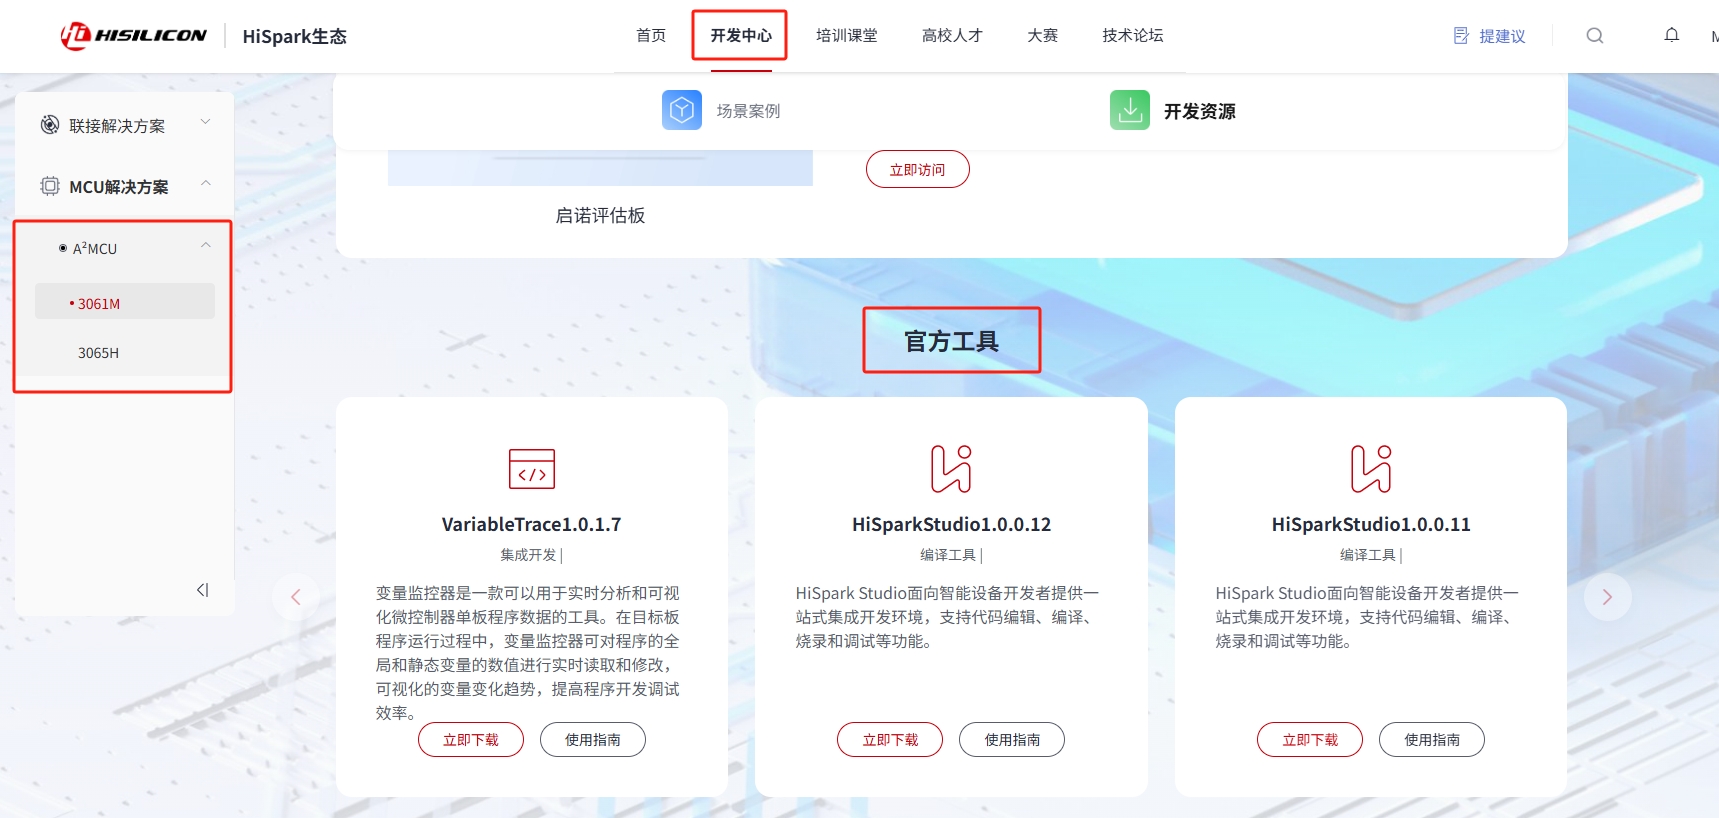 HISILICON
HiSpark生态
首页
开发中心
培训课堂
高校人才
大赛
技术论坛
提建议
联接解决方案
MCU解决方案
A²MCU
• 3061M
3065H
场景案例
开发资源
立即访问
启诺评估板
官方工具
VariableTrace1.0.1.7
集成开发 |
变量监控器是一款可以用于实时分析和可视
化微控制器单板程序数据的工具。在目标板
程序运行过程中，变量监控器可对程序的全
局和静态变量的数值进行实时读取和修改，
可视化的变量变化趋势，提高程序开发调试
效率。
立即下载
使用指南
HiSparkStudio1.0.0.12
编译工具 |
HiSpark Studio面向智能设备开发者提供一
站式集成开发环境，支持代码编辑、编译、
烧录和调试等功能。
立即下载
使用指南
HiSparkStudio1.0.0.11
编译工具 |
HiSpark Studio面向智能设备开发者提供一
站式集成开发环境，支持代码编辑、编译、
烧录和调试等功能。
立即下载
使用指南